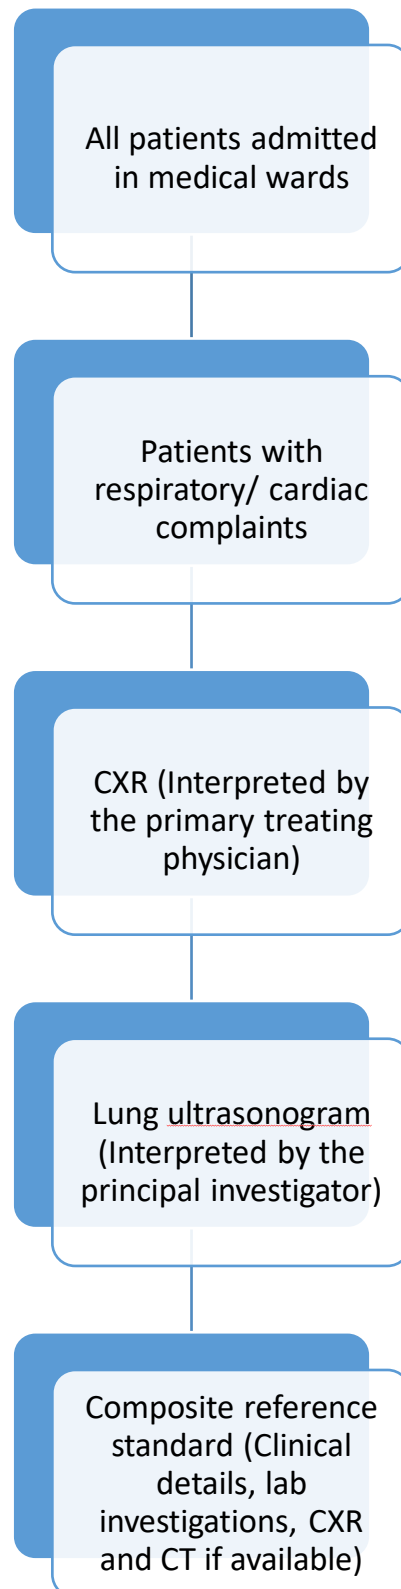 All patients admitted
in medical wards
Patients with
respiratory/ cardiac
complaints
CXR (Interpreted by
the primary treating
physician)
Lung ultrasonogram
(Interpreted by the
principal investigator)
Composite reference
standard (Clinical
details, lab
investigations, CXR
and CT if available)